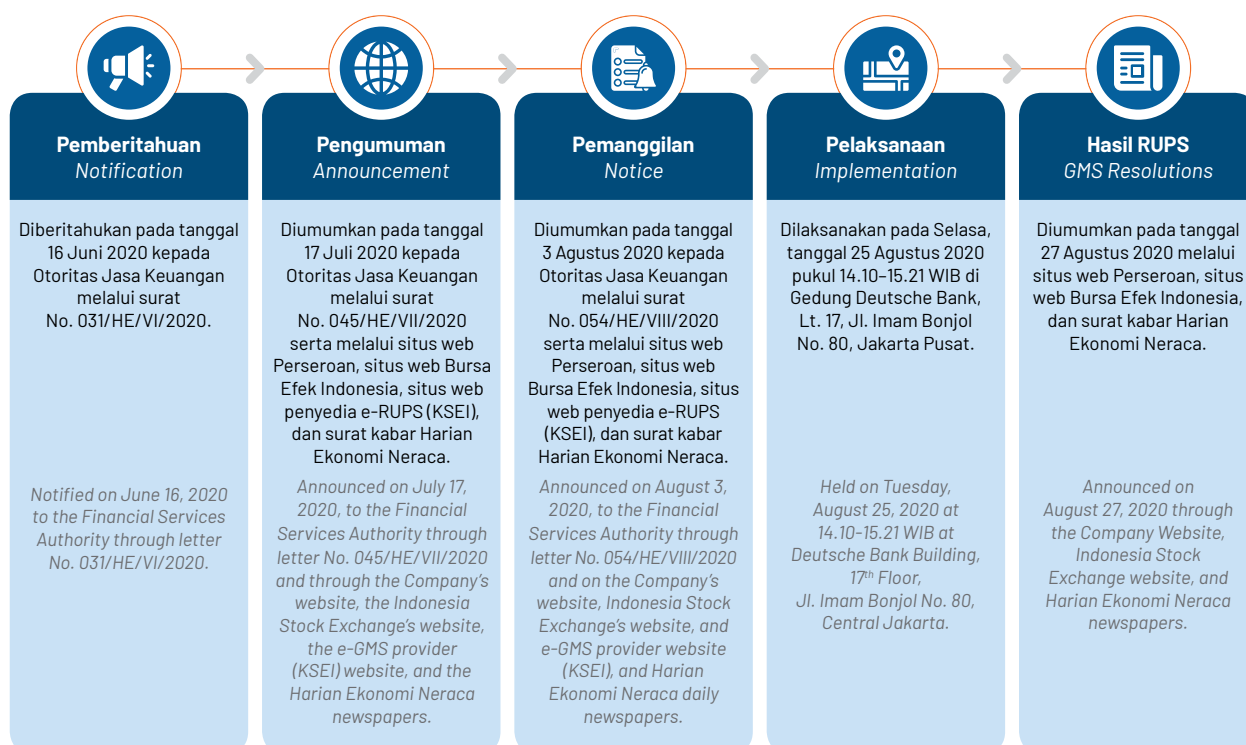 Pemberitahuan
Notification
Diberitahukan pada tanggal
16 Juni 2020 kepada
Otoritas Jasa Keuangan
melalui surat
No. 031/HE/VI/2020.
Notified on June 16, 2020
to the Financial Services
Authority through letter
No. 031/HE/VI/2020.
Pengumuman
Announcement
Diumumkan pada tanggal
17 Juli 2020 kepada
Otoritas Jasa Keuangan
melalui surat
No. 045/HE/VII/2020
serta melalui situs web
Perseroan, situs web Bursa
Efek Indonesia, situs web
penyedia e-RUPS (KSEI),
dan surat kabar Harian
Ekonomi Neraca.
Announced on July 17,
2020, to the Financial
Services Authority through
letter No. 045/HE/VII/2020
and through the Company's
website, the Indonesia
Stock Exchange's website,
the e-GMS provider
(KSEI) website, and the
Harian Ekonomi Neraca
newspapers.
Pemanggilan
Notice
Diumumkan pada tanggal
3 Agustus 2020 kepada
Otoritas Jasa Keuangan
melalui surat
No. 054/HE/VIII/2020
serta melalui situs web
Perseroan, situs web
Bursa Efek Indonesia, situs
web penyedia e-RUPS
(KSEI), dan surat kabar
Harian Ekonomi Neraca.
Announced on August 3,
2020, to the Financial
Services Authority through
letter No. 054/HE/VIII/2020
and on the Company's
website, Indonesia Stock
Exchange's website, and
e-GMS provider website
(KSEI), and Harian
Ekonomi Neraca daily
newspapers.
Pelaksanaan
Implementation
Dilaksanakan pada Selasa,
tanggal 25 Agustus 2020
pukul 14.10–15.21 WIB di
Gedung Deutsche Bank,
Lt. 17, Jl. Imam Bonjol
No. 80, Jakarta Pusat.
Held on Tuesday,
August 25, 2020 at
14.10-15.21 WIB at
Deutsche Bank Building,
17th Floor,
Jl. Imam Bonjol No. 80,
Central Jakarta.
Hasil RUPS
GMS Resolutions
Diumumkan pada tanggal
27 Agustus 2020 melalui
situs web Perseroan, situs
web Bursa Efek Indonesia,
dan surat kabar Harian
Ekonomi Neraca.
Announced on
August 27, 2020 through
the Company Website,
Indonesia Stock
Exchange website, and
Harian Ekonomi Neraca
newspapers.